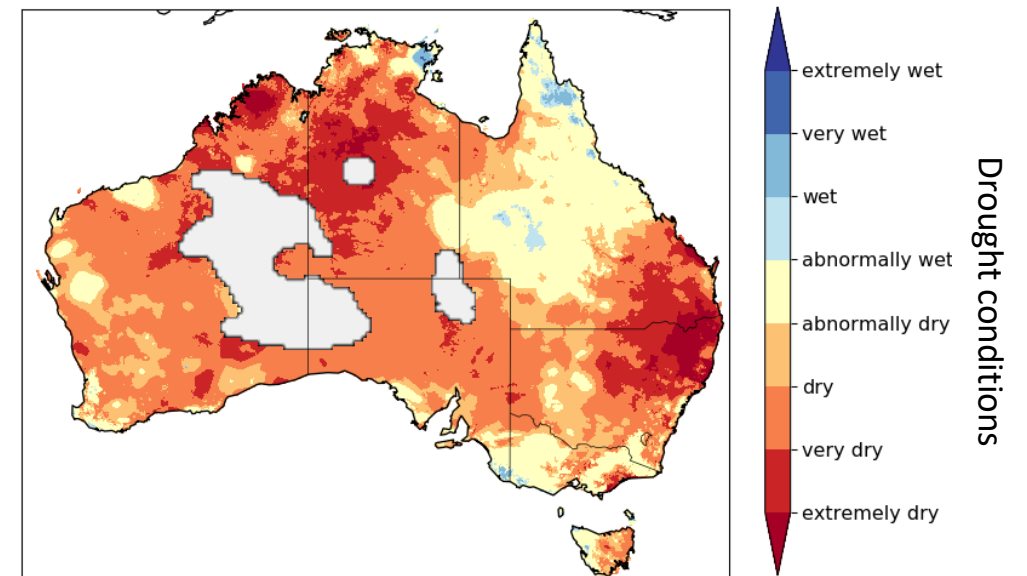 extremely wet
very wet
wet
abnormally wet
abnormally dry
dry
very dry
extremely dry
Drought conditions